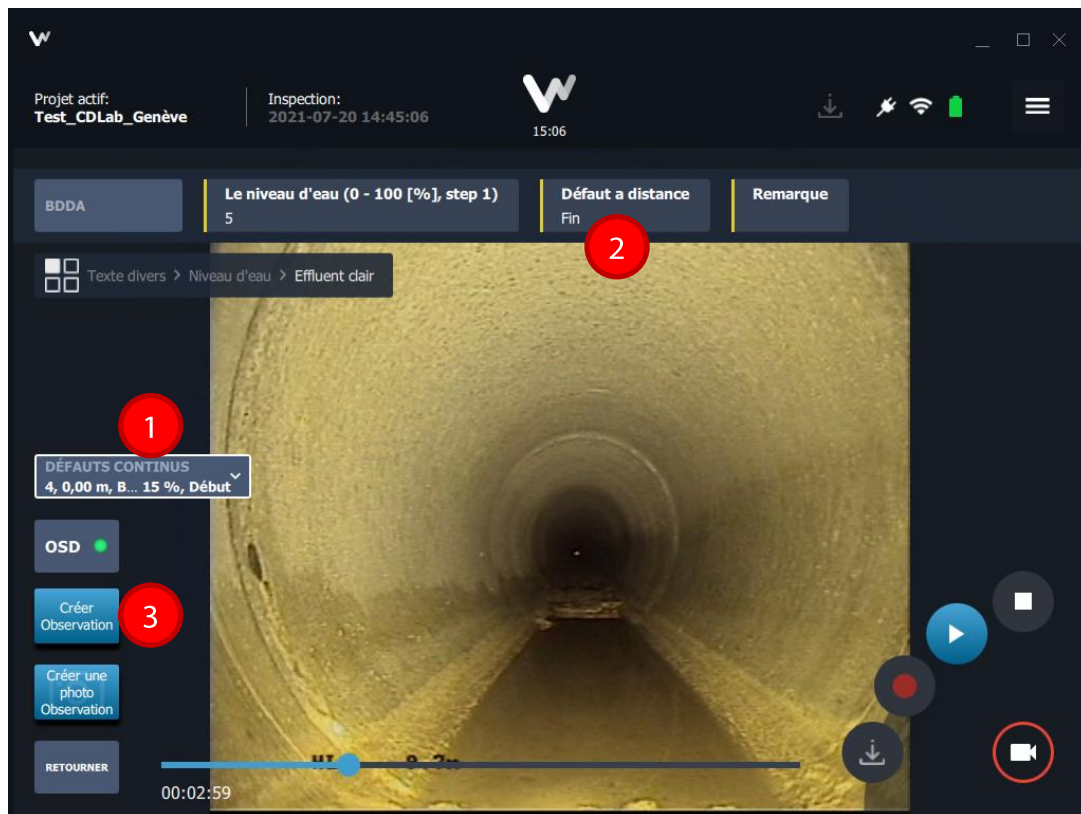 Projet actif:
Test_CDLab_Genève
Inspection:
2021-07-20 14:45:06
15:06
BDDA
Le niveau d'eau (0 - 100 [%], step 1)
5
Défaut a distance
Fin
Remarque
2
Texte divers > Niveau d'eau > Effluent clair
1
DÉFAUTS CONTINUS
4, 0,00 m, B... 15 %, Début
OSD
Créer
Observation
3
Créer une
photo
Observation
RETOURNER
00:02:59